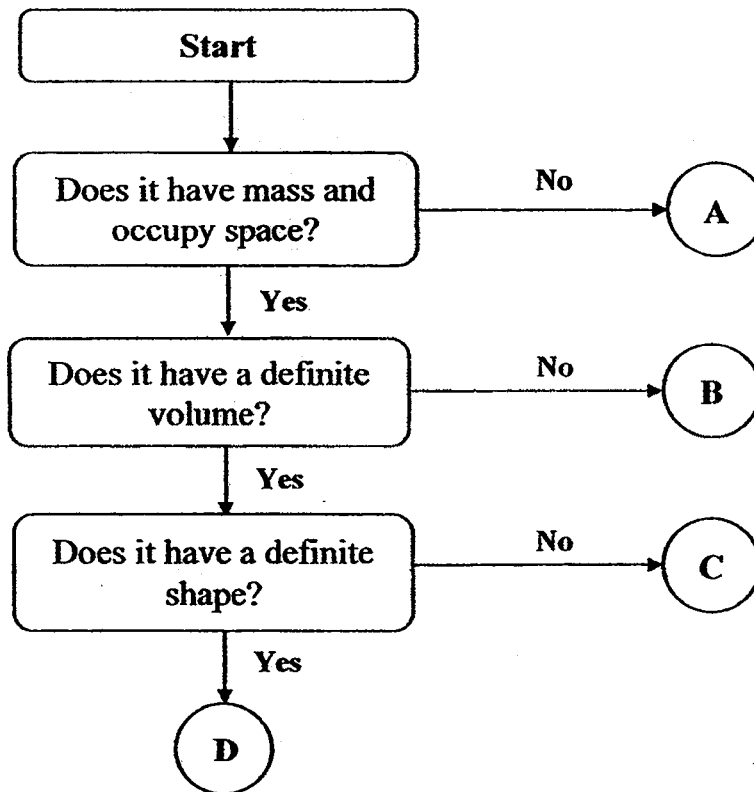 Start
Does it have mass and
occupy space?
No
A
Yes
Does it have a definite
volume?
No
B
Yes
Does it have a definite
shape?
No
C
Yes
D